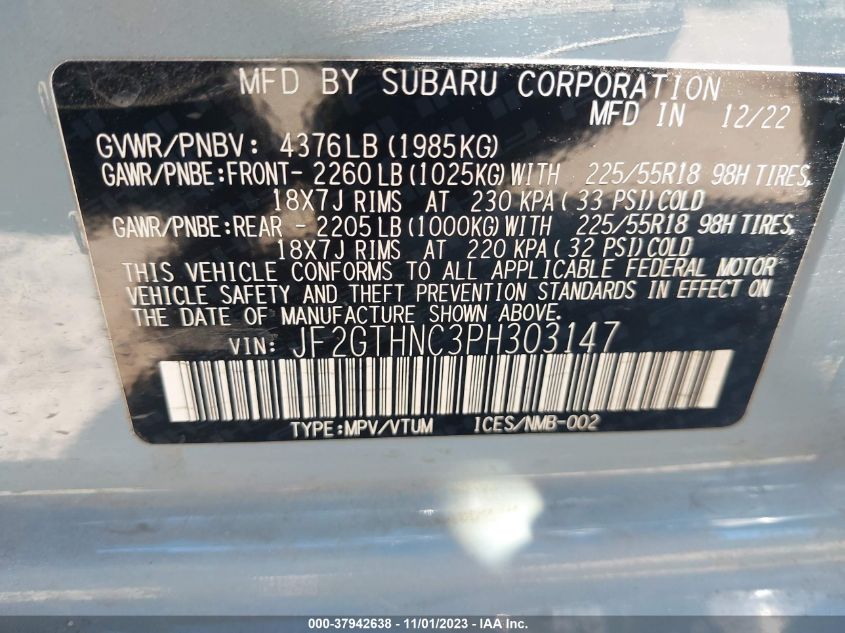 MFD BY SUBARU CORPORATION
MFD IN 12/22
GVWR/PNBV: 4376LB(1985KG)
GAWR/PNBE:FRONT- 2260LB(1025KG)WITH 225/55R18 98H TIRES,
18X7J RIMS AT 230 KPA(33 PSI)COLD
GAWR/PNBE:REAR - 2205LB(1000KG)WITH 225/55R18 98H TIRES,
18X7J RIMS AT 220 KPA(32 PSI)COLD
THIS VEHICLE CONFORMS TO ALL APPLICABLE FEDERAL MOTOR
VEHICLE SAFETY AND THEFT PREVENTION STANDARDS IN EFFECT ON
THE DATE OF MANUFACTURE SHOWN ABOVE.
VIN: JF2GTHNC3PH303147
TYPE:MPV/VTUM ICES/NMB-002
000-37942638 - 11/01/2023 - COPYRIGHT © IAA, LLC